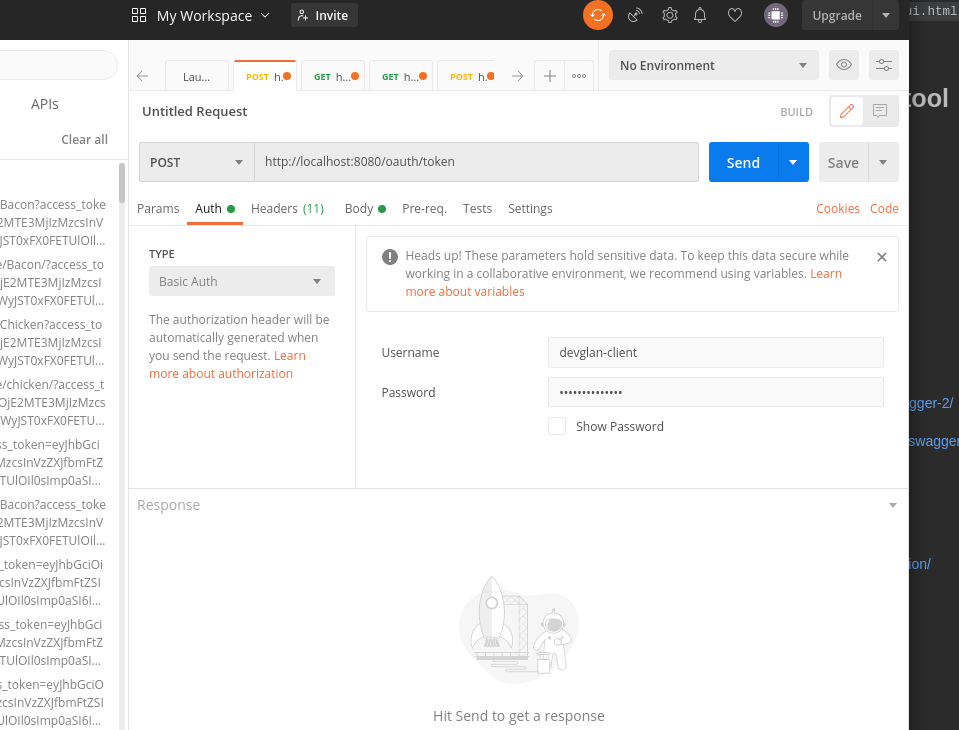 My Workspace
Invite
Upgrade
ui.html
APIs
Clear all
Bacon?access_toke
2MTE3MjIzMzcsInV
JST0xFX0FETUlOIl...
e/Bacon/?access_to
jE2MTE3MjIzMzcsI
WyJST0xFX0FETUl...
Chicken?access_to
jE2MTE3MjIzMzcsI
WyJST0xFX0FETUl...
e/chicken/?access_t
OjE2MTE3MjIzMzcs
WyJST0xFX0FETUl...
ss_token=eyJhbGci
MzcsInVzZXJfbmFtZ
TUlOIl0sImp0aSI...
Bacon?access_toke
2MTE3MjIzMzcsInV
JST0xFX0FETUlOIl...
_token=eyJhbGciOi
csInVzZXJfbmFtZSI
UlOIl0sImp0aSI6I...
ss_token=eyJhbGci
MzcsInVzZXJfbmFtZ
TUlOIl0sImp0aSI...
s_token=eyJhbGciO
zcsInVzZXJfbmFtZSI
UlOIl0sImp0aSI6I...
Lau...
POST h.
GET h...
GET h...
POST h.
No Environment
Untitled Request
BUILD
POST
http://localhost:8080/oauth/token
Send
Save
Params
Auth
Headers (11)
Body
Pre-req.
Tests
Settings
Cookies
Code
TYPE
Basic Auth
The authorization header will be
automatically generated when
you send the request. Learn
more about authorization
Heads up! These parameters hold sensitive data. To keep this data secure while
working in a collaborative environment, we recommend using variables. Learn
more about variables
Username
devglan-client
Password
••••••••••••••
Show Password
Response
Hit Send to get a response
tool
gger-2/
swagger
ion/